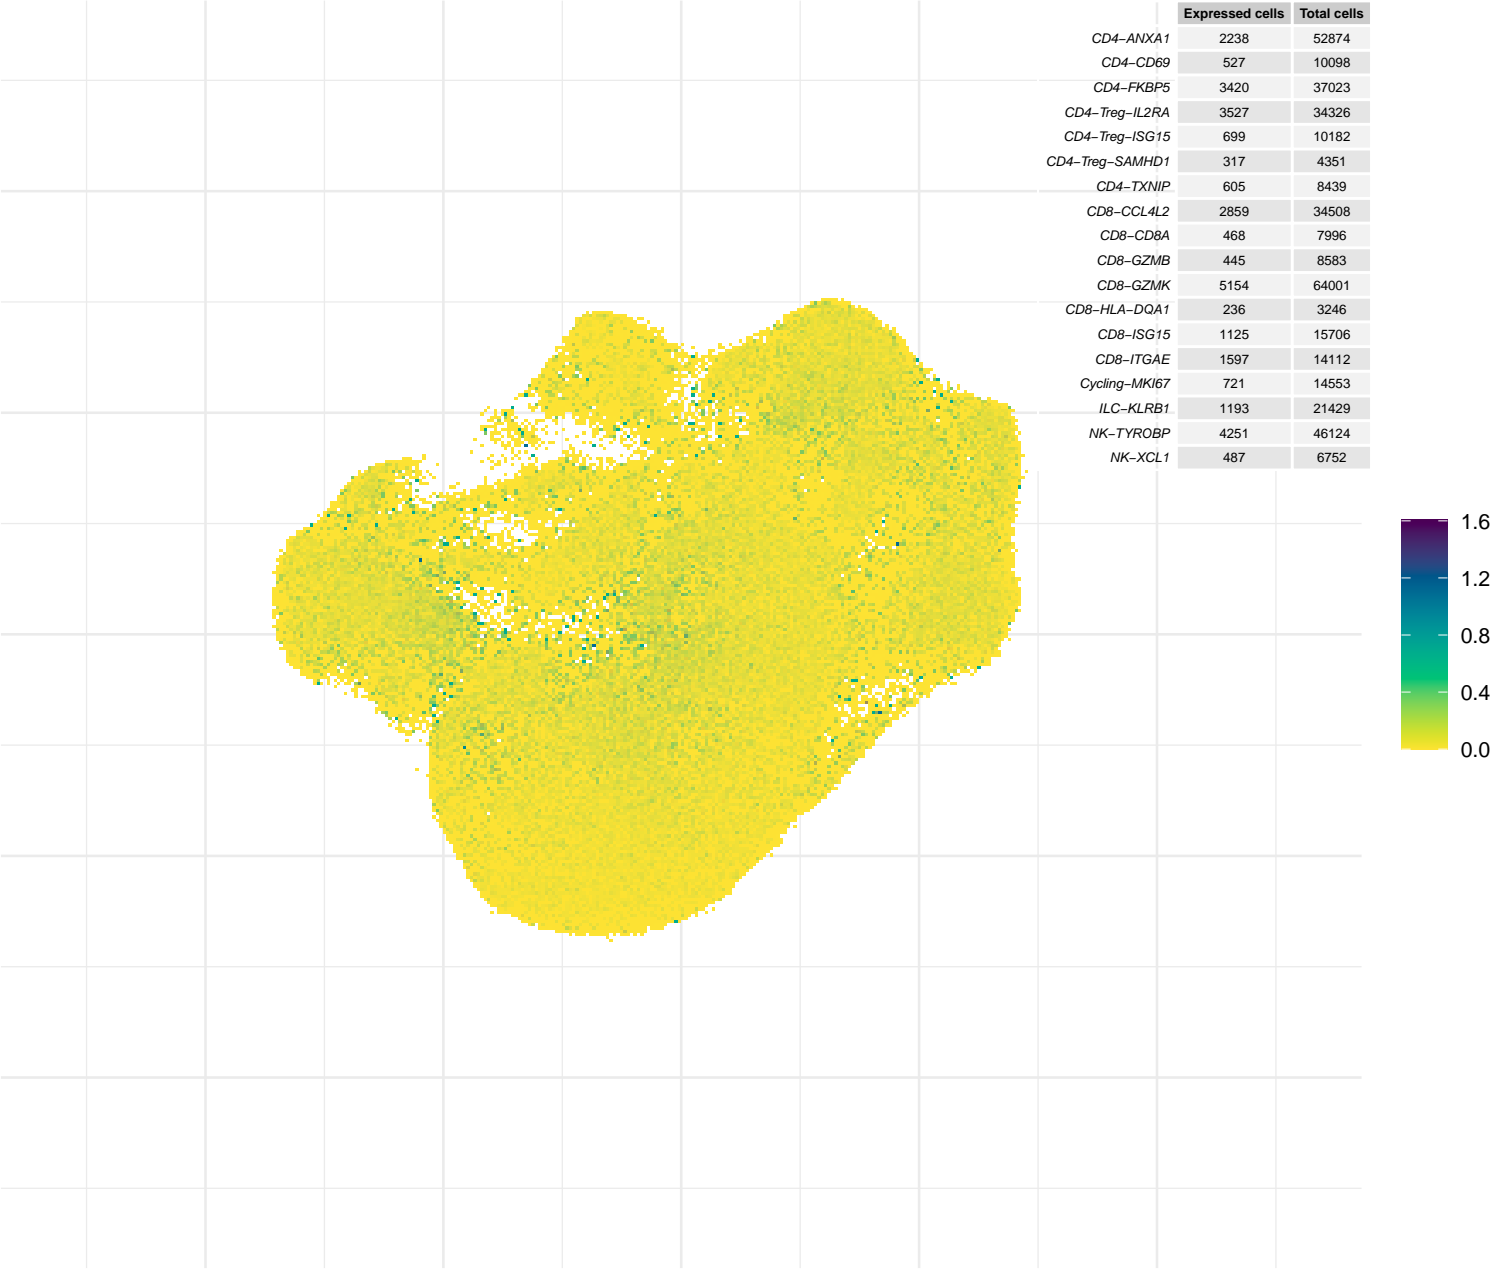 Expressed cells Total cells
CD4−ANXA1 2238 52874
CD4−CD69 527 10098
CD4−FKBP5 3420 37023
CD4−Treg−IL2RA 3527 34326
CD4−Treg−ISG15 699 10182
CD4−Treg−SAMHD1 317 4351
CD4−TXNIP 605 8439
CD8−CCL4L2 2859 34508
CD8−CD8A 468 7996
CD8−GZMB 445 8583
CD8−GZMK 5154 64001
CD8−HLA−DQA1 236 3246
CD8−ISG15 1125 15706
CD8−ITGAE 1597 14112
Cycling−MKI67 721 14553
ILC−KLRB1 1193 21429
NK−TYROBP 4251 46124
NK−XCL1 487 6752
1.6
1.2
0.8
0.4
0.0